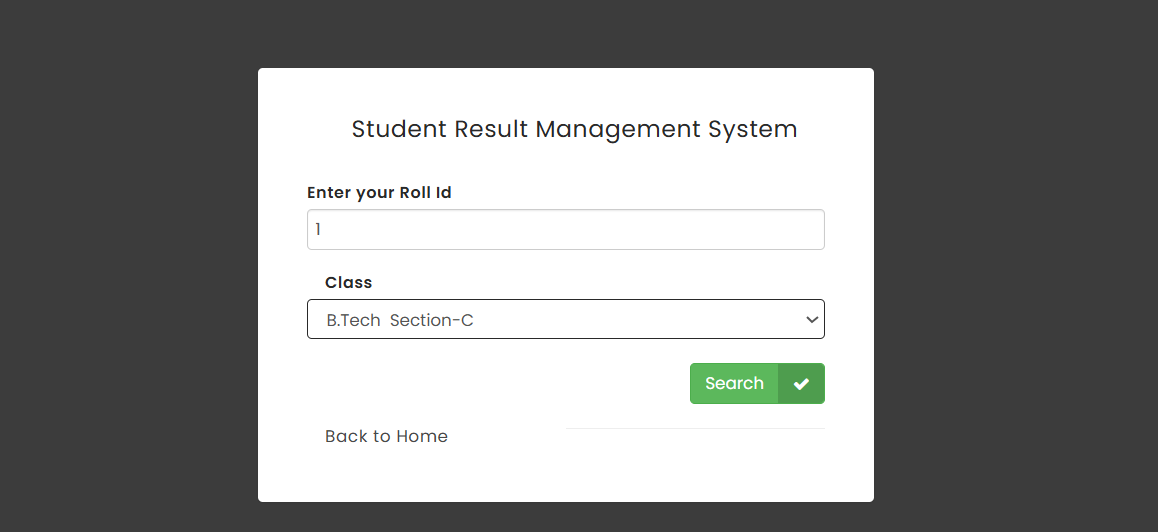 Student Result Management System
Enter your Roll Id
1
Class
B.Tech Section-C
Search
Back to Home